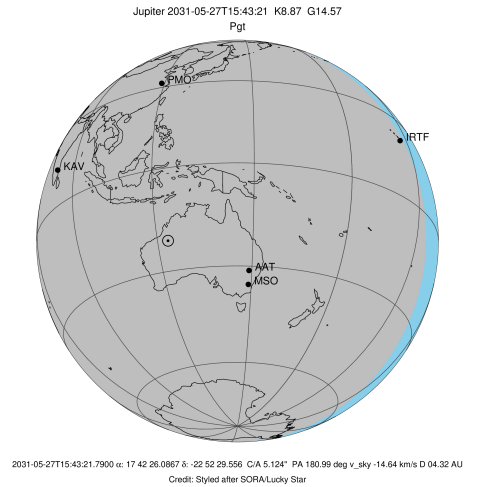 Jupiter 2031-05-27T15:43:21 K8.87 G14.57
Pgt
PMO
IRTF
KAV
AAT
MSO
2031-05-27T15:43:21.7900 α: 17 42 26.0867 δ: -22 52 29.556 C/A 5.124" PA 180.99 deg v_sky -14.64 km/s D 04.32 AU
Credit: Styled after SORA/Lucky Star